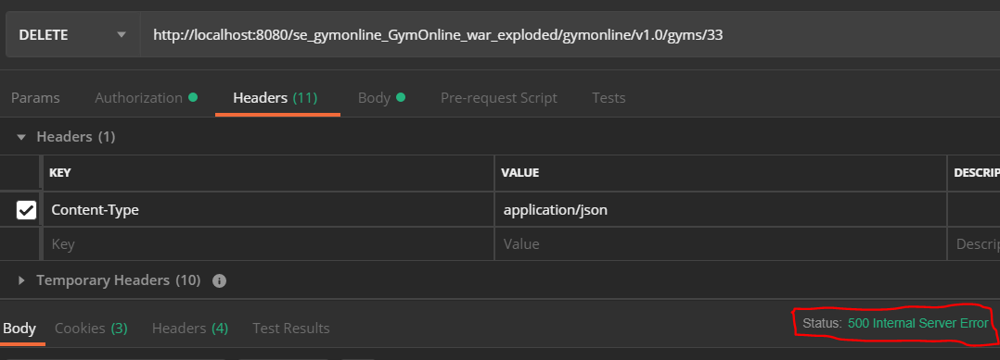 DELETE http://localhost:8080/se_gymonline_GymOnline_war_exploded/gymonline/v1.0/gyms/33
Params Authorization Headers (11) Body Pre-request Script Tests
Headers (1)
KEY VALUE DESCRIP
Content-Type application/json
Key Value Descrip
Temporary Headers (10) i
Body Cookies (3) Headers (4) Test Results Status: 500 Internal Server Error